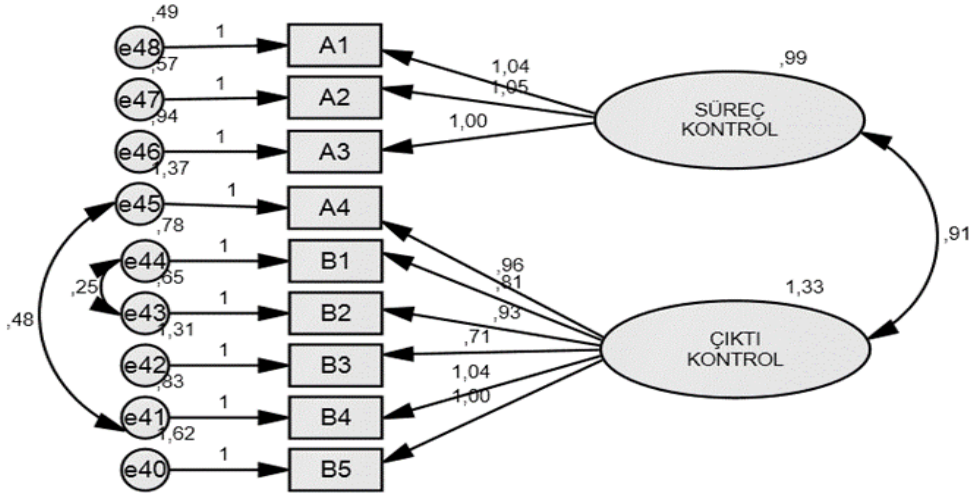 ,49
e48
1
A1
1,04
,99
,57
e47
1
A2
1,05
SÜREÇ
KONTROL
,94
e46
1
A3
1,00
1,37
e45
1
A4
,78
e44
1
B1
,96
,81
,91
,65
,25
e43
1
B2
,93
1,33
,48
1,31
e42
1
B3
,71
ÇIKTI
KONTROL
,83
e41
1
B4
1,04
1,00
1,62
e40
1
B5